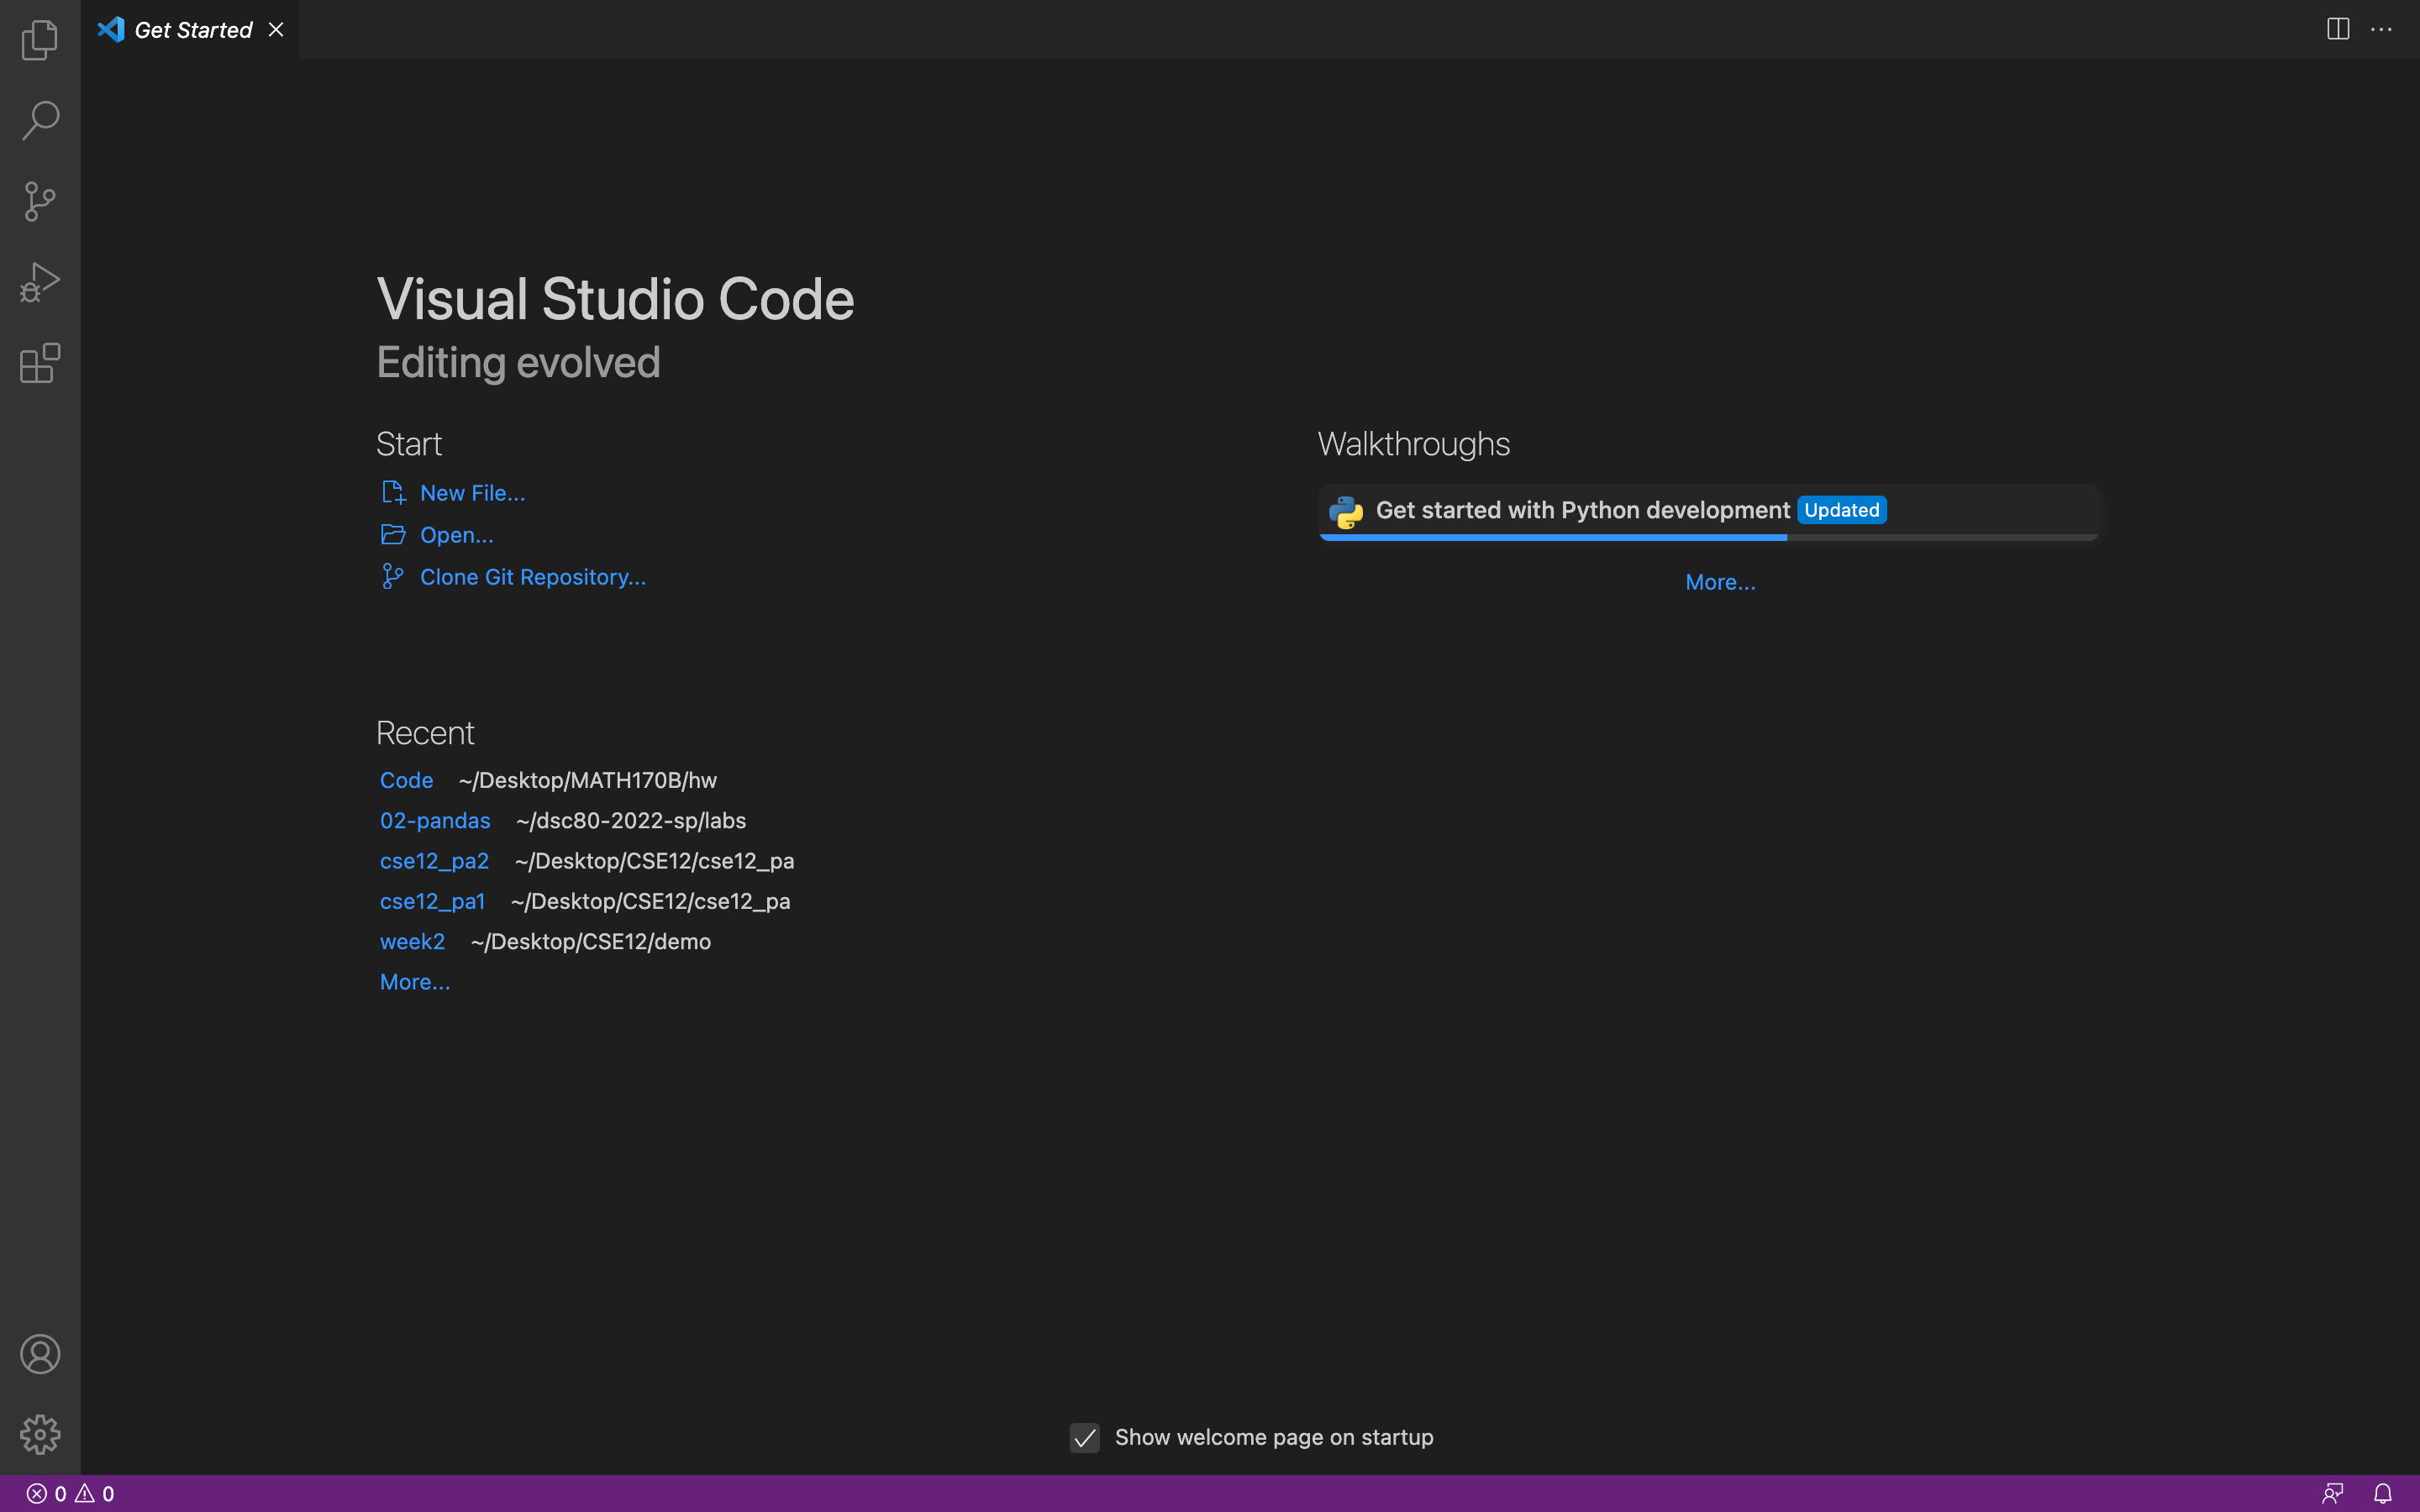 Get Started
Visual Studio Code
Editing evolved
Start
New File...
Open...
Clone Git Repository...
Walkthroughs
Get started with Python development Updated
More...
Recent
Code ~/Desktop/MATH170B/hw
02-pandas ~/dsc80-2022-sp/labs
cse12_pa2 ~/Desktop/CSE12/cse12_pa
cse12_pa1 ~/Desktop/CSE12/cse12_pa
week2 ~/Desktop/CSE12/demo
More...
Show welcome page on startup
0 0